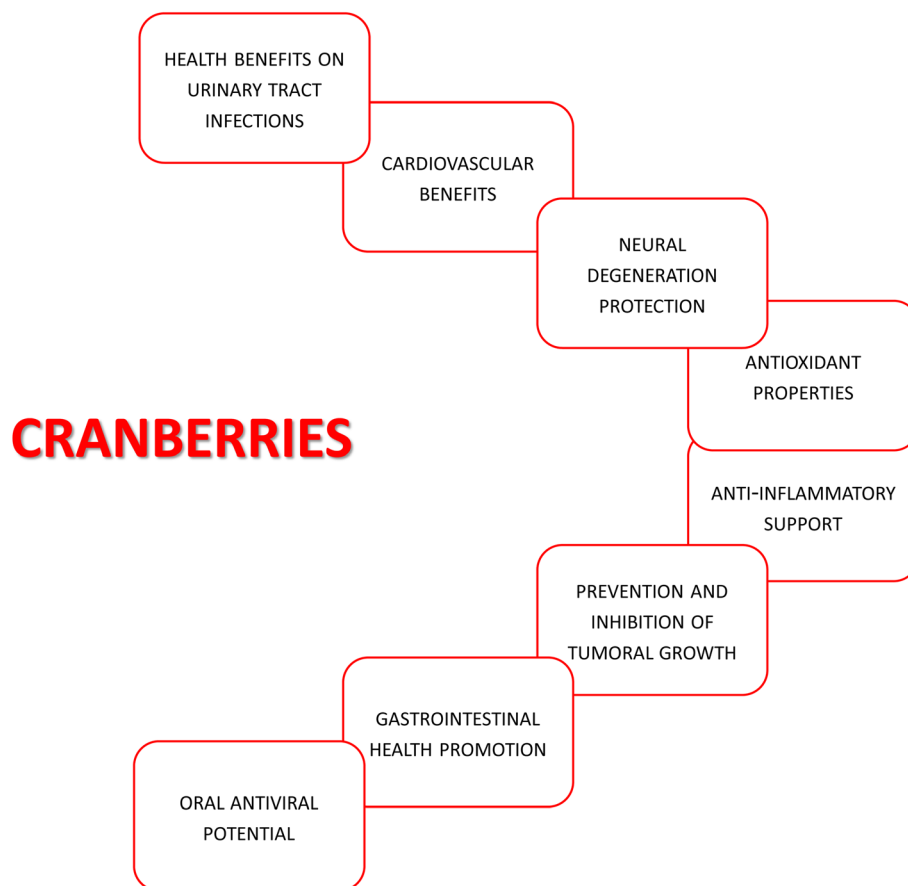 HEALTH BENEFITS ON
URINARY TRACT
INFECTIONS
CARDIOVASCULAR
BENEFITS
NEURAL
DEGENERATION
PROTECTION
ANTIOXIDANT
PROPERTIES
CRANBERRIES
ANTI-INFLAMMATORY
SUPPORT
PREVENTION AND
INHIBITION OF
TUMORAL GROWTH
GASTROINTESTINAL
HEALTH PROMOTION
ORAL ANTIVIRAL
POTENTIAL